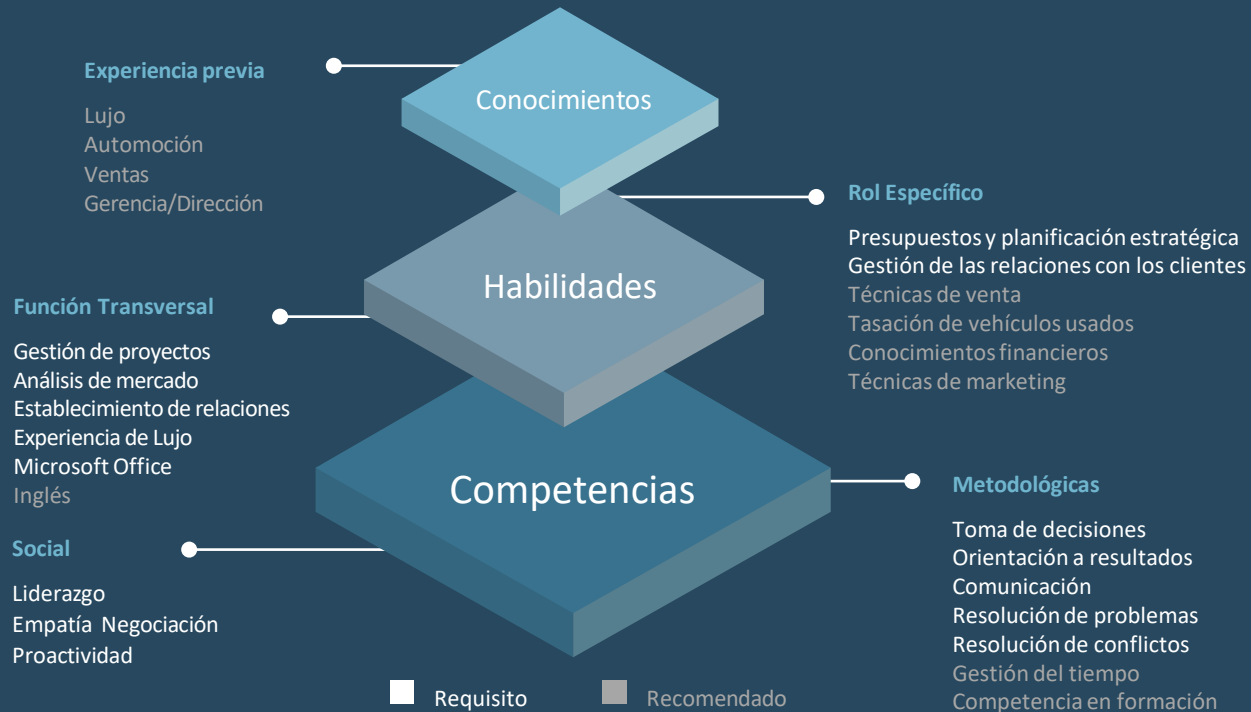 Conocimientos
Experiencia previa
Lujo
Automoción
Ventas
Gerencia/Dirección
Habilidades
Rol Específico
Presupuestos y planificación estratégica
Gestión de las relaciones con los clientes
Técnicas de venta
Tasación de vehículos usados
Conocimientos financieros
Técnicas de marketing
Función Transversal
Gestión de proyectos
Análisis de mercado
Establecimiento de relaciones
Experiencia de Lujo
Microsoft Office
Inglés
Competencias
Social
Liderazgo
Empatía Negociación
Proactividad
Metodológicas
Toma de decisiones
Orientación a resultados
Comunicación
Resolución de problemas
Resolución de conflictos
Gestión del tiempo
Competencia en formación
Requisito
Recomendado